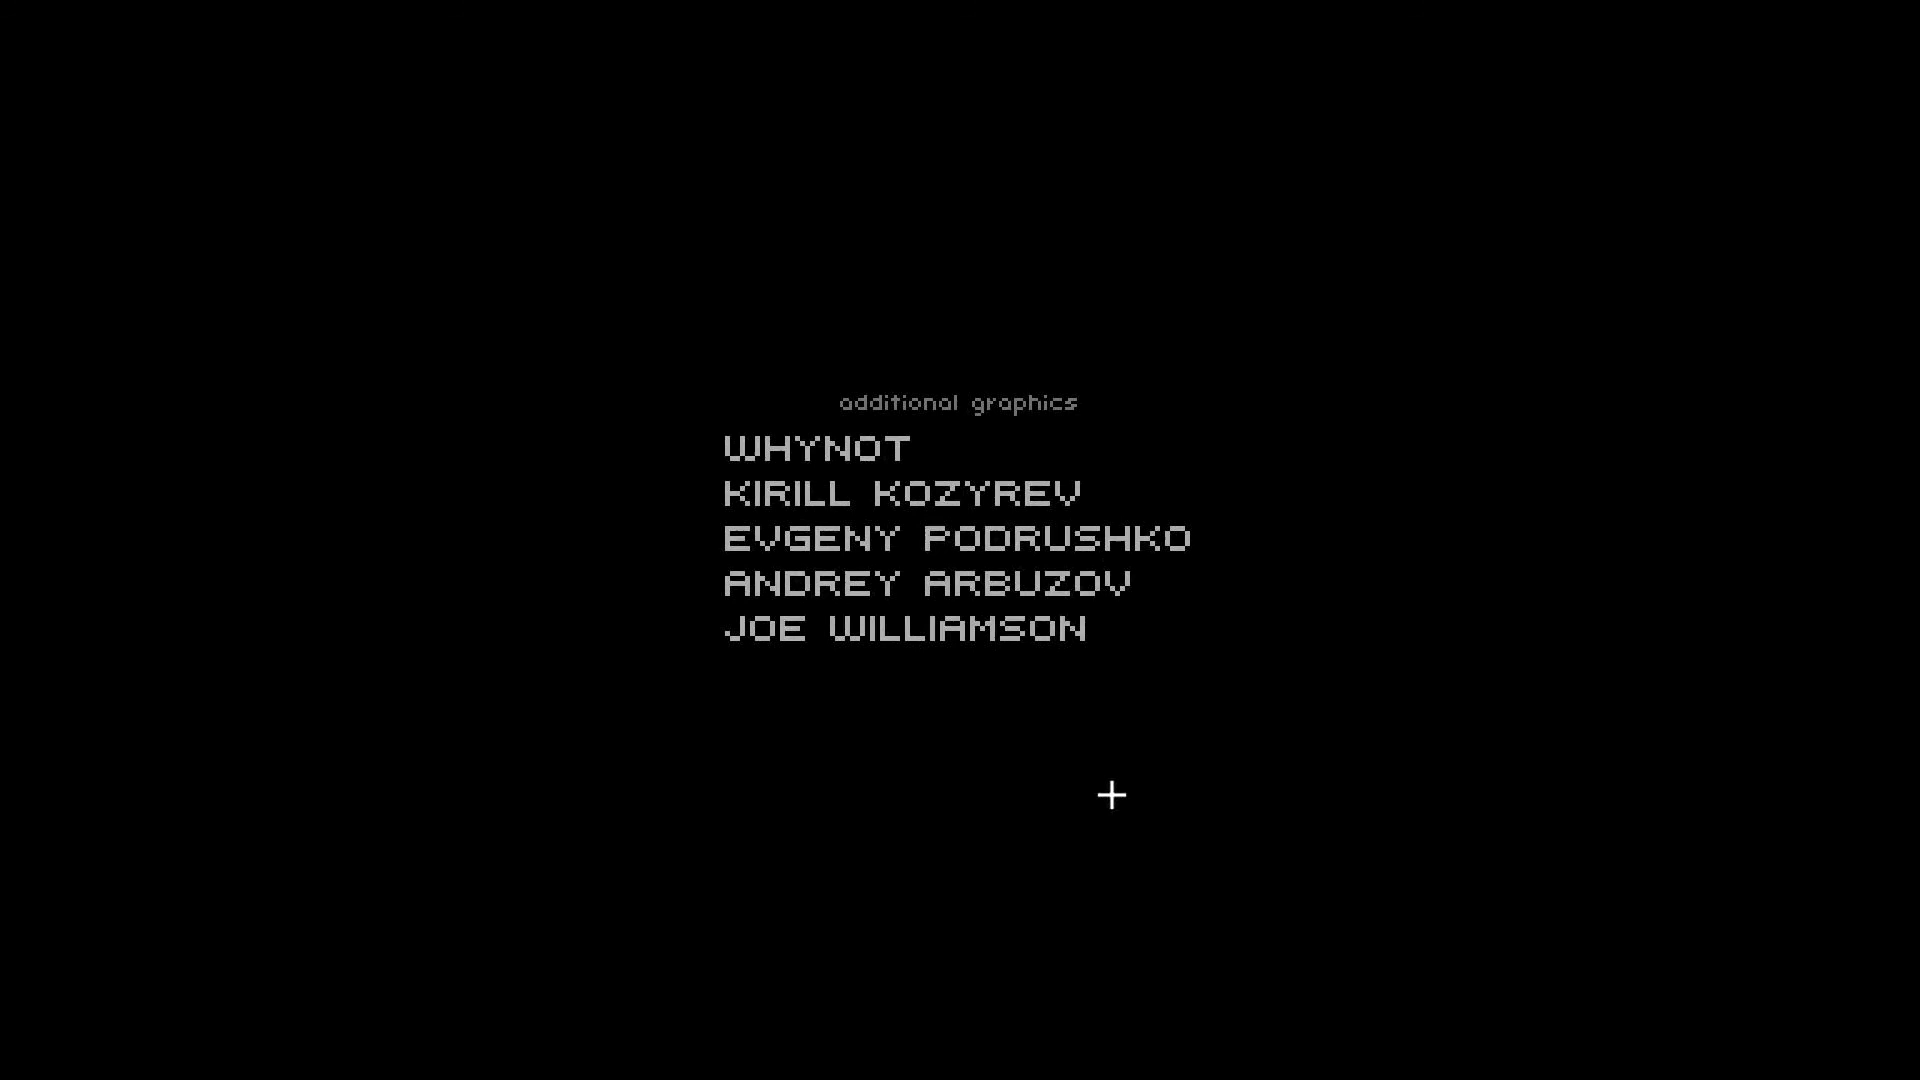 additional graphics
WHYNOT
KIRILL KOZYREV
EVGENY PODRUSHKO
ANDREY ARBUZOV
JOE WILLIAMSON